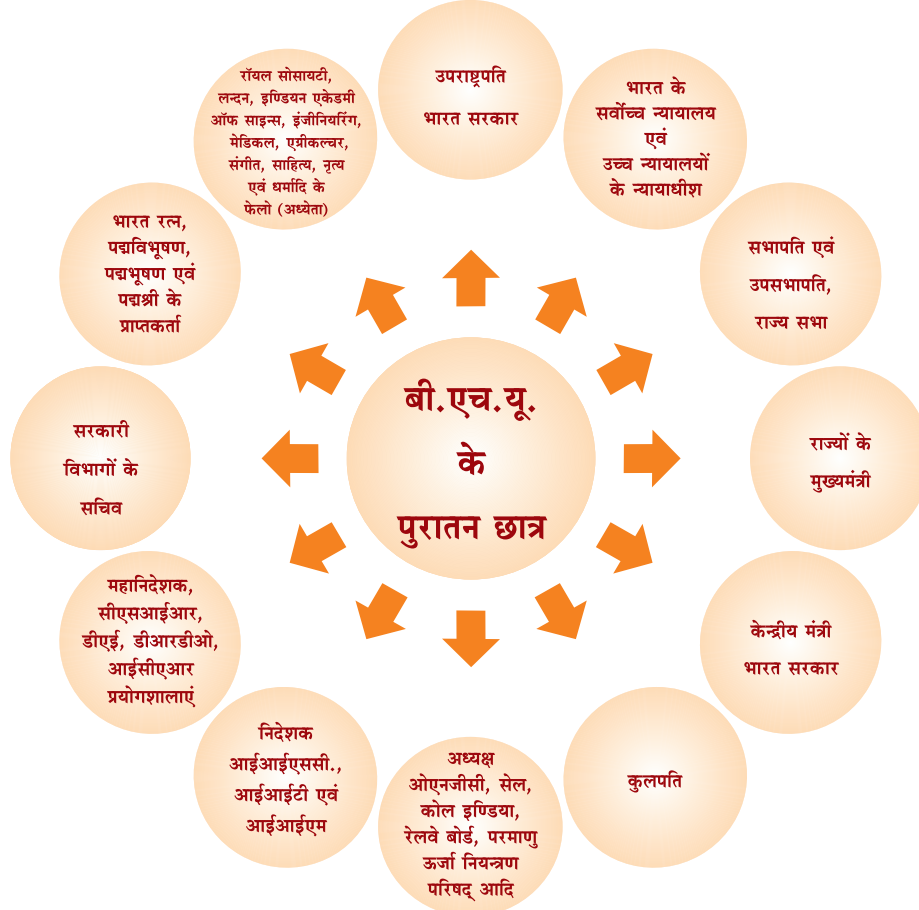 उपराष्ट्रपति
भारत सरकार
भारत के
सर्वोच्च न्यायालय
एवं
उच्च न्यायालयों
के न्यायाधीश
सभापति एवं
उपसभापति,
राज्य सभा
राज्यों के
मुख्यमंत्री
केन्द्रीय मंत्री
भारत सरकार
कुलपति
अध्यक्ष
ओएनजीसी, सेल,
कोल इण्डिया,
रेलवे बोर्ड, परमाणु
ऊर्जा नियन्त्रण
परिषद् आदि
निदेशक
आईआईएससी.,
आईआईटी एवं
आईआईएम
महानिदेशक,
सीएसआईआर,
डीएई, डीआरडीओ,
आईसीएआर
प्रयोगशालाएं
सरकारी
विभागों के
सचिव
भारत रत्न,
पद्मविभूषण,
पद्मभूषण एवं
पद्मश्री के
प्राप्तकर्ता
रॉयल सोसायटी,
लन्दन, इण्डियन एकेडमी
ऑफ साइन्स, इंजीनियरिंग,
मेडिकल, एग्रीकल्चर,
संगीत, साहित्य, नृत्य
एवं धर्मादि के
फेलो (अध्येता)
बी.एच.यू.
के
पुरातन छात्र